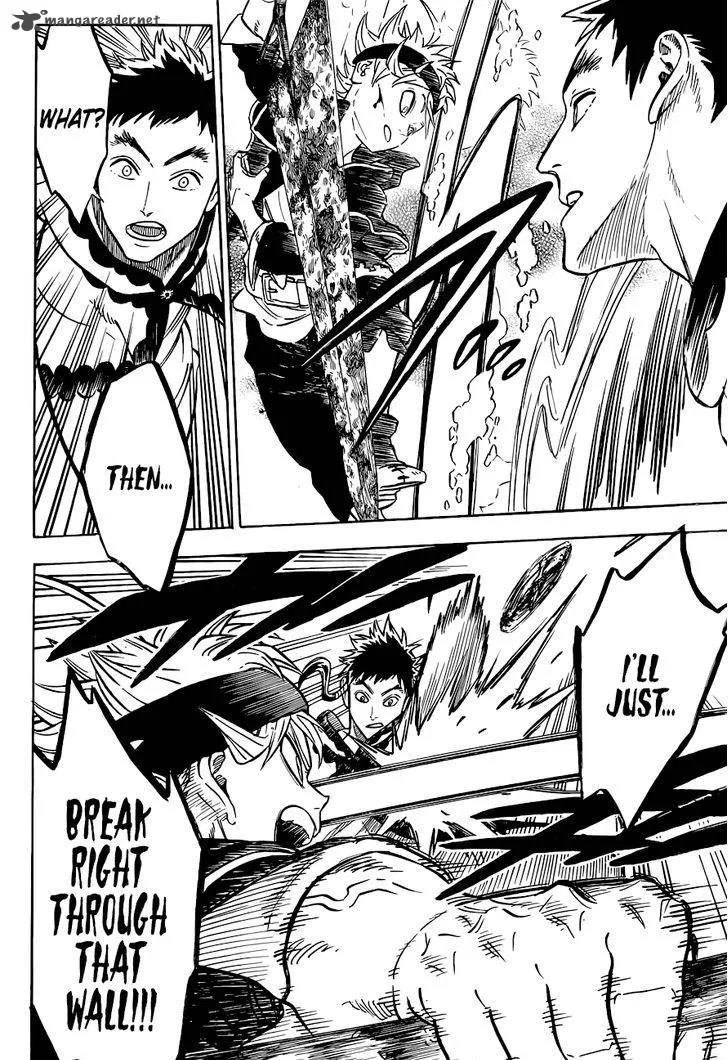 mangareader.net
WHAT?
THEN...
I'LL
JUST...
BREAK
RIGHT
THROUGH
THAT
WALL!!!